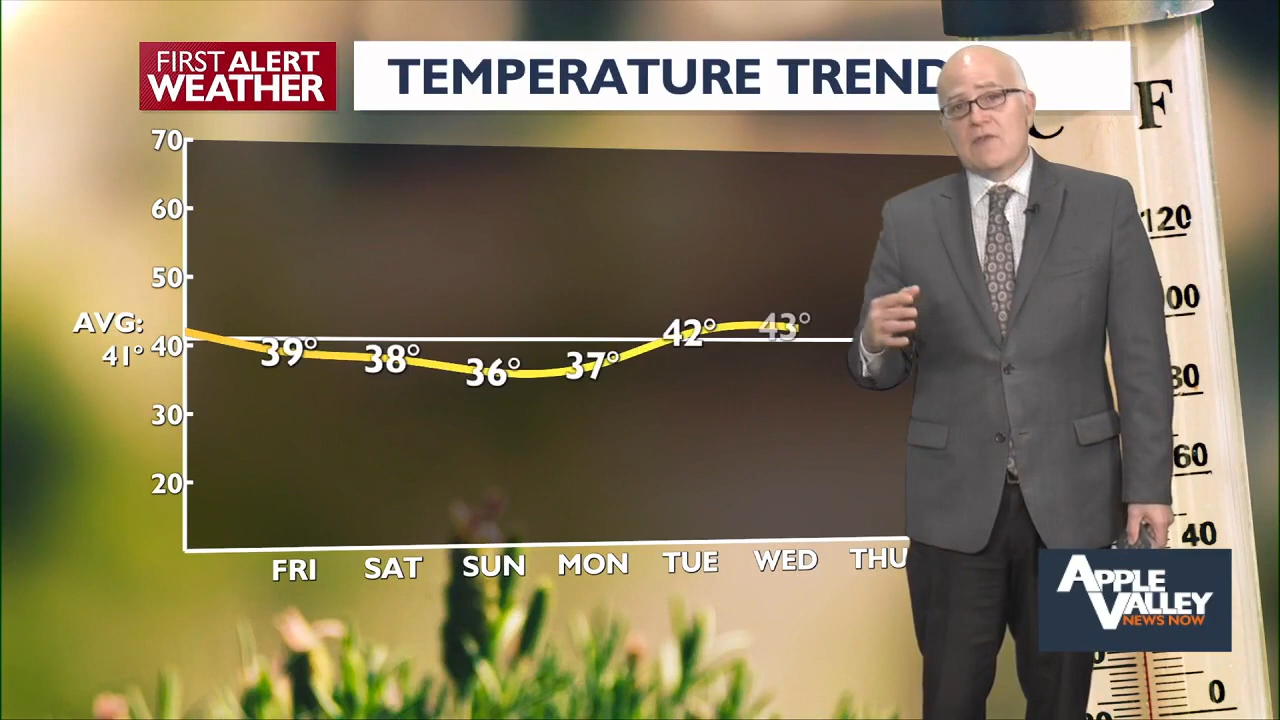 FIRST ALERT
WEATHER
TEMPERATURE TREND
C F
70
60
50
AVG:
41° 40
30
20
39° 38° 36° 37° 42° 43°
FRI SAT SUN MON TUE WED THU
120
00
80
60
40
0
APPLE
VALLEY
NEWS NOW